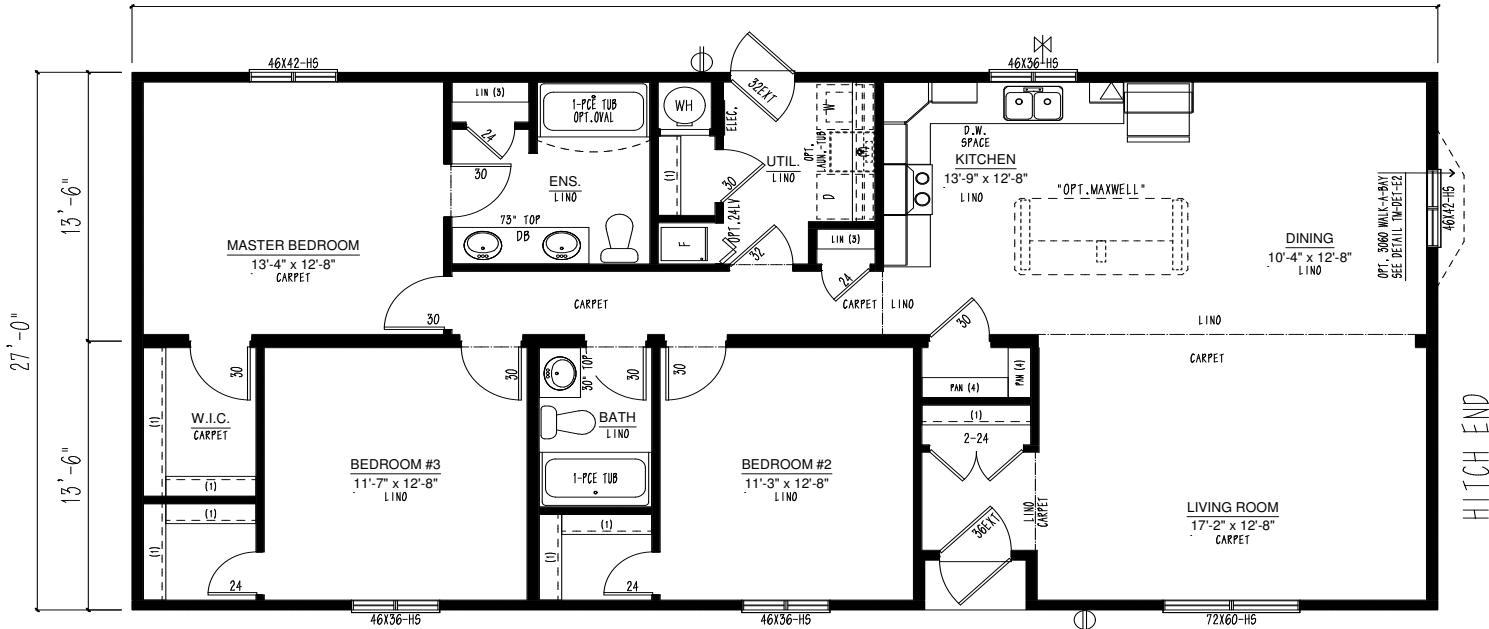 46X42-HS
46X36-HS
LIN (3)
1-PCE TUB
OPT.OVAL
WH
ELEC.
32EXT
W
24
30
ENS.
LINO
73" TOP
DB
(1)
30
UTIL.
LINO
OPT.
D
OPT.24LV
F
32
LIN (3)
24
D.W.
SPACE
KITCHEN
13'-9" x 12'-8"
LINO
"OPT.MAXWELL"
DINING
10'-4" x 12'-8"
LINO
OPT. 3060 WALK-A-BAY
SEE DETAIL TM-DET-E2
46X42-HS
13'-6"
MASTER BEDROOM
13'-4" x 12'-8"
CARPET
30
CARPET
CARPET
LINO
27'-0"
LINO
CARPET
30
30
30
30" TOP
30
30
PAN (4)
PAN (4)
W.I.C.
CARPET
(1)
(1)
BATH
LINO
1-PCE TUB
(1)
2-24
HITCH END
13'-6"
BEDROOM #3
11'-7" x 12'-8"
LINO
BEDROOM #2
11'-3" x 12'-8"
LINO
LINO
CARPET
36EXT
LIVING ROOM
17'-2" x 12'-8"
CARPET
(1)
(1)
24
(1)
(1)
24
46X36-HS
46X36-HS
72X60-HS